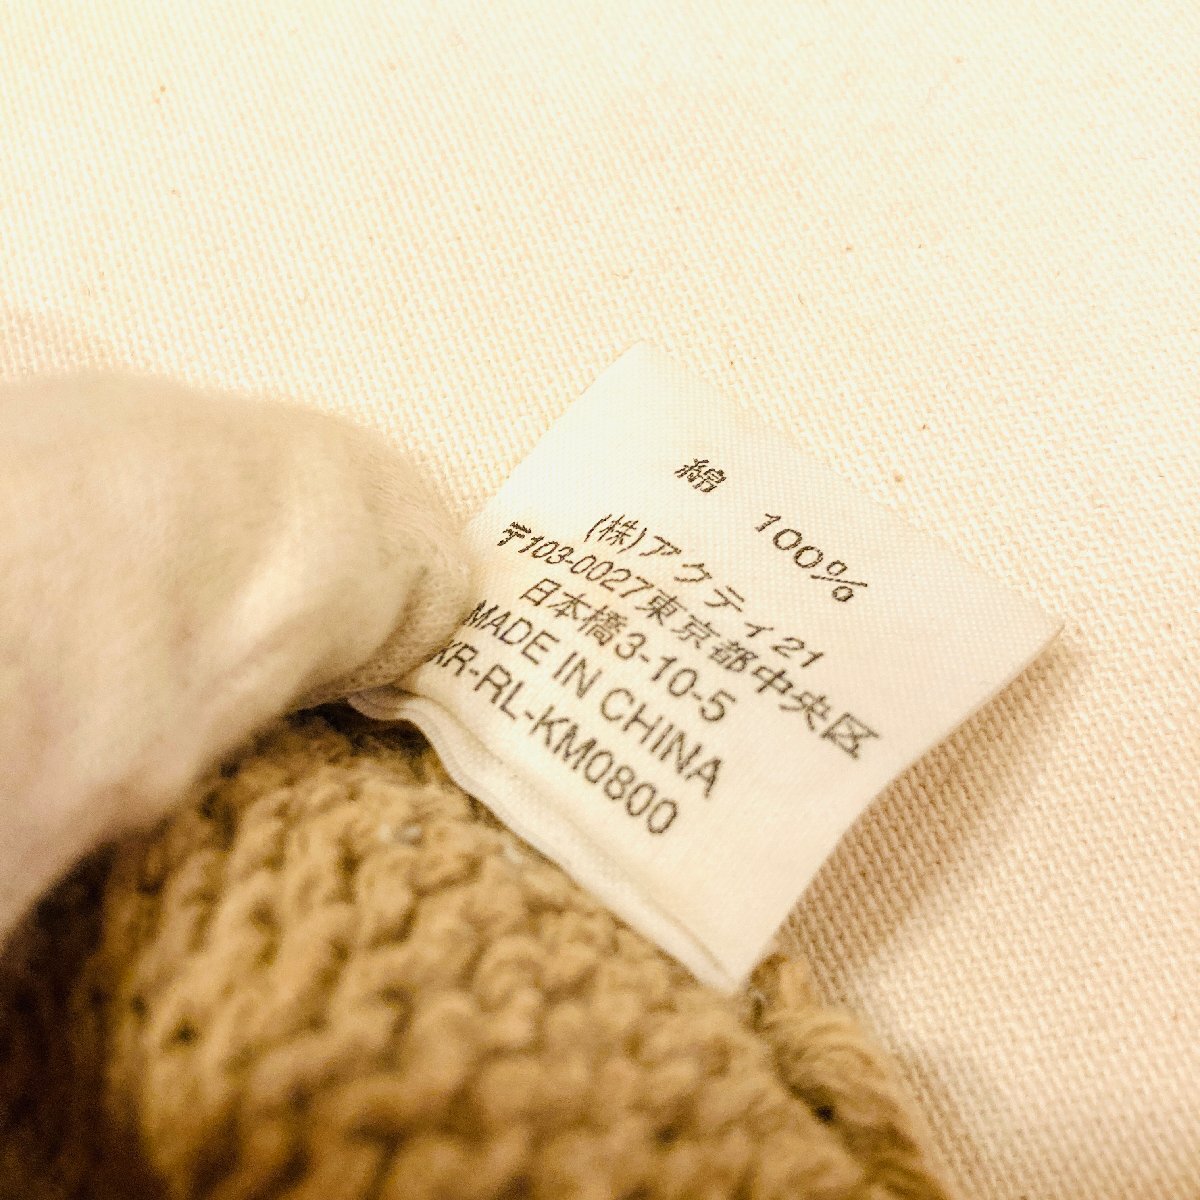 綿 100%
(株)アクティ21
〒103-0027東京都中央区
日本橋3-10-5
MADE IN CHINA
KR-RL-KM0800